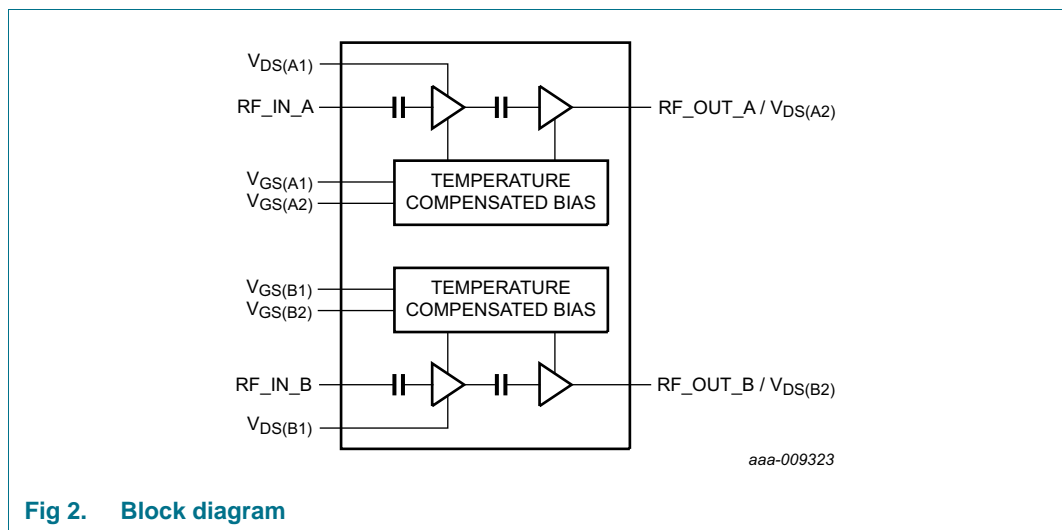 VDS(A1)
RF_IN_A
RF_OUT_A / VDS(A2)
VGS(A1)
VGS(A2)
TEMPERATURE
COMPENSATED BIAS
VGS(B1)
VGS(B2)
TEMPERATURE
COMPENSATED BIAS
RF_IN_B
RF_OUT_B / VDS(B2)
VDS(B1)
aaa-009323
Fig 2. Block diagram